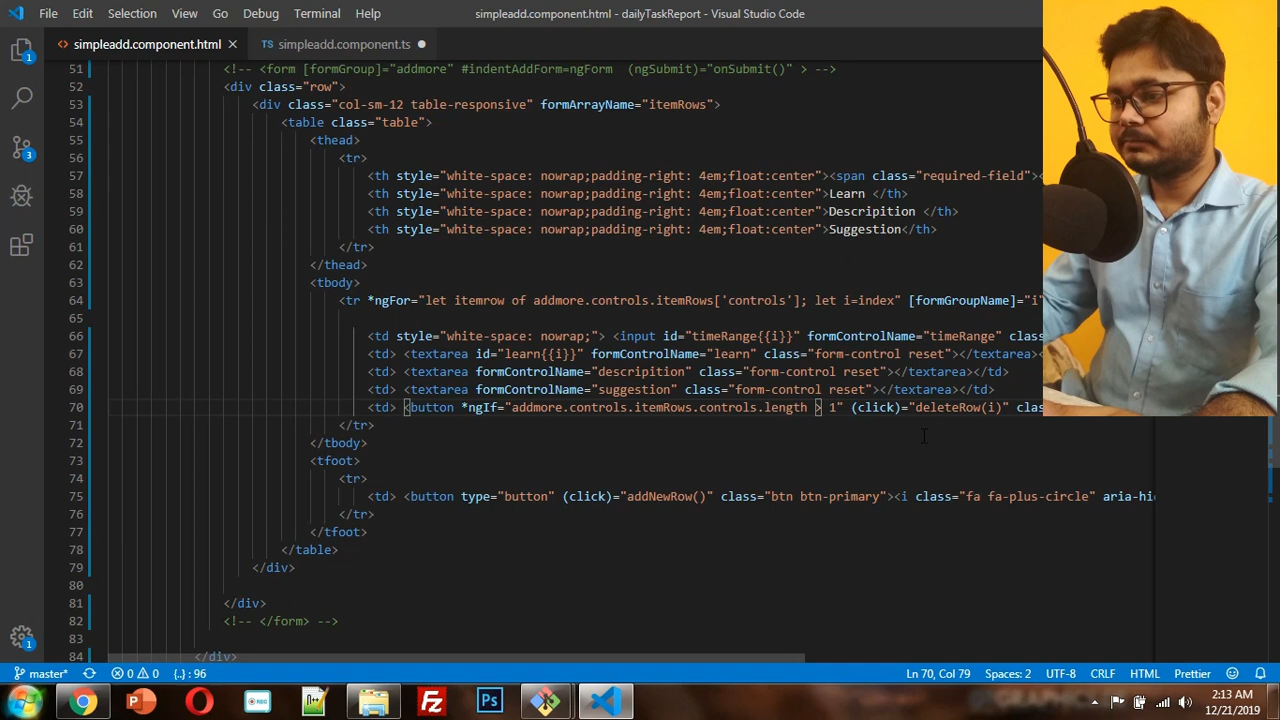 File Edit Selection View Go Debug Terminal Help simpleadd.component.html - dailyTaskReport - Visual Studio Code
<> simpleadd.component.html × TS simpleadd.component.ts ●
51 <!-- <form [formGroup]="addmore" #indentAddForm=ngForm (ngSubmit)="onSubmit()" > -->
52 <div class="row">
53 <div class="col-sm-12 table-responsive" formArrayName="itemRows">
54 <table class="table">
55 <thead>
56 <tr>
57 <th style="white-space: nowrap;padding-right: 4em;float:center"><span class="required-field"><
58 <th style="white-space: nowrap;padding-right: 4em;float:center">Learn </th>
59 <th style="white-space: nowrap;padding-right: 4em;float:center">Descripition </th>
60 <th style="white-space: nowrap;padding-right: 4em;float:center">Suggestion</th>
61 </tr>
62 </thead>
63 <tbody>
64 <tr *ngFor="let itemrow of addmore.controls.itemRows['controls']; let i=index" [formGroupName]="i"
65
66 <td style="white-space: nowrap;"> <input id="timeRange{{i}}" formControlName="timeRange" clas
67 <td> <textarea id="learn{{i}}" formControlName="learn" class="form-control reset"></textarea>
68 <td> <textarea formControlName="descripition" class="form-control reset"></textarea></td>
69 <td> <textarea formControlName="suggestion" class="form-control reset"></textarea></td>
70 <td> <button *ngIf="addmore.controls.itemRows.controls.length > 1" (click)="deleteRow(i)" clas
71 </tr>
72 </tbody>
73 <tfoot>
74 <tr>
75 <td> <button type="button" (click)="addNewRow()" class="btn btn-primary"><i class="fa fa-plus-circle" aria-hi
76 </tr>
77 </tfoot>
78 </table>
79 </div>
80
81 </div>
82 <!-- </form> -->
83
84 </div>
master* 0 0 {..} : 96 Ln 70, Col 79 Spaces: 2 UTF-8 CRLF HTML Prettier
2:13 AM
12/21/2019